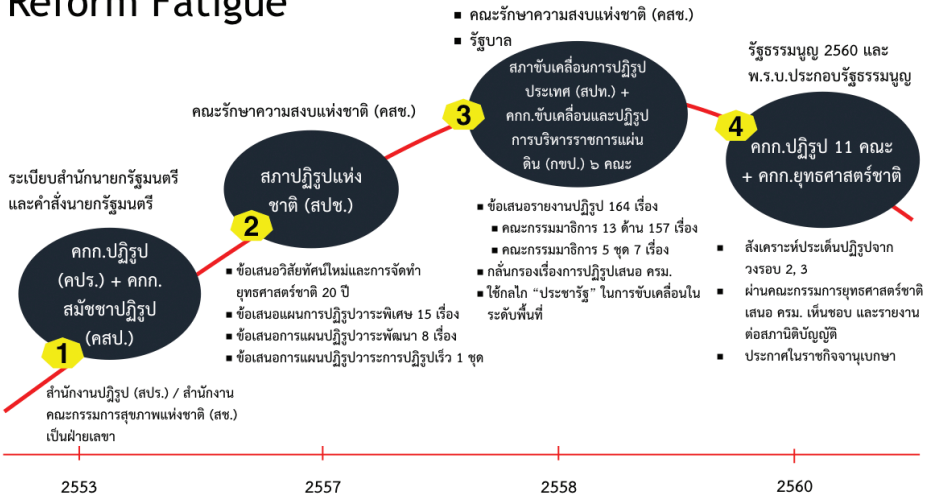 Reform Fatigue
ระเบียบสำนักนายกรัฐมนตรี
และคำสั่งนายกรัฐมนตรี
คกก.ปฏิรูป
(คปร.) + คกก.
สมัชชาปฏิรูป
(คสป.)
1
สำนักงานปฏิรูป (สปร.) / สำนักงาน
คณะกรรมการสุขภาพแห่งชาติ (สช.)
เป็นฝ่ายเลขา
คณะรักษาความสงบแห่งชาติ (คสช.)
สภาปฏิรูปแห่ง
ชาติ (สปช.)
2
■ ข้อเสนอวิสัยทัศน์ใหม่และการจัดทำ
ยุทธศาสตร์ชาติ 20 ปี
■ ข้อเสนอแผนการปฏิรูปวาระพิเศษ 15 เรื่อง
■ ข้อเสนอการแผนปฏิรูปวาระพัฒนา 8 เรื่อง
■ ข้อเสนอการแผนปฏิรูปวาระการปฏิรูปเร็ว 1 ชุด
■ คณะรักษาความสงบแห่งชาติ (คสช.)
■ รัฐบาล
3
สภาขับเคลื่อนการปฏิรูป
ประเทศ (สปท.) +
คกก.ขับเคลื่อนและปฏิรูป
การบริหารราชการแผ่น
ดิน (กขป.) ๖ คณะ
■ ข้อเสนอรายงานปฏิรูป 164 เรื่อง
■ คณะกรรมาธิการ 13 ด้าน 157 เรื่อง
■ คณะกรรมาธิการ 5 ชุด 7 เรื่อง
■ กลั่นกรองเรื่องการปฏิรูปเสนอ ครม.
■ ใช้กลไก “ประชารัฐ” ในการขับเคลื่อนใน
ระดับพื้นที่
รัฐธรรมนูญ 2560 และ
พ.ร.บ.ประกอบรัฐธรรมนูญ
4
คกก.ปฏิรูป 11 คณะ
+ คกก.ยุทธศาสตร์ชาติ
■ สังเคราะห์ประเด็นปฏิรูปจาก
วงรอบ 2, 3
■ ผ่านคณะกรรมการยุทธศาสตร์ชาติ
เสนอ ครม. เห็นชอบ และรายงาน
ต่อสภานิติบัญญัติ
■ ประกาศในราชกิจจานุเบกษา
2553
2557
2558
2560